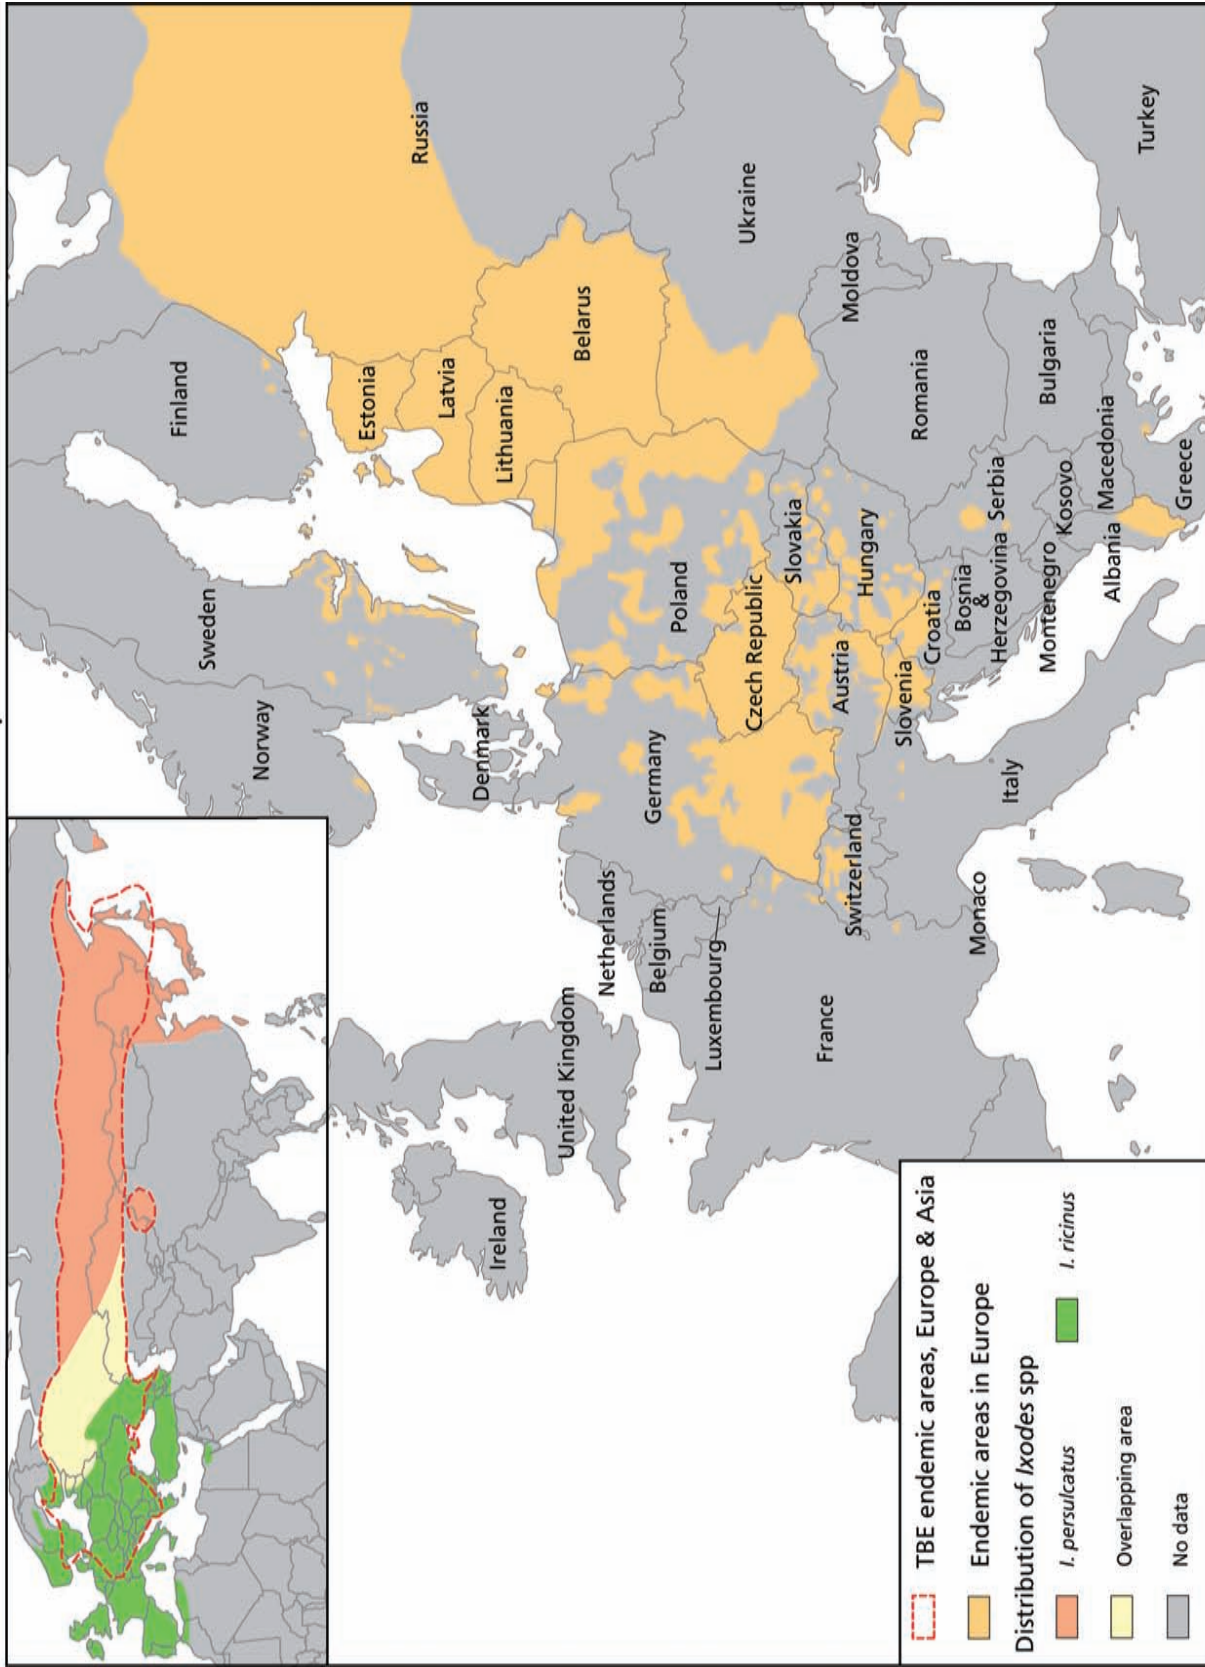 Finland
Sweden
Norway
Russia
Estonia
Latvia
Lithuania
Belarus
Denmark
Ireland
United Kingdom
Netherlands
Belgium
Luxembourg
Germany
Poland
Czech Republic
Slovakia
Ukraine
Moldova
France
Switzerland
Austria
Hungary
Slovenia
Croatia
Romania
Bosnia
&
Herzegovina
Serbia
Montenegro
Kosovo
Bulgaria
Macedonia
Albania
Greece
Turkey
Monaco
Italy
TBE endemic areas, Europe & Asia
Endemic areas in Europe
Distribution of Ixodes spp
I. persulcatus
I. ricinus
Overlapping area
No data